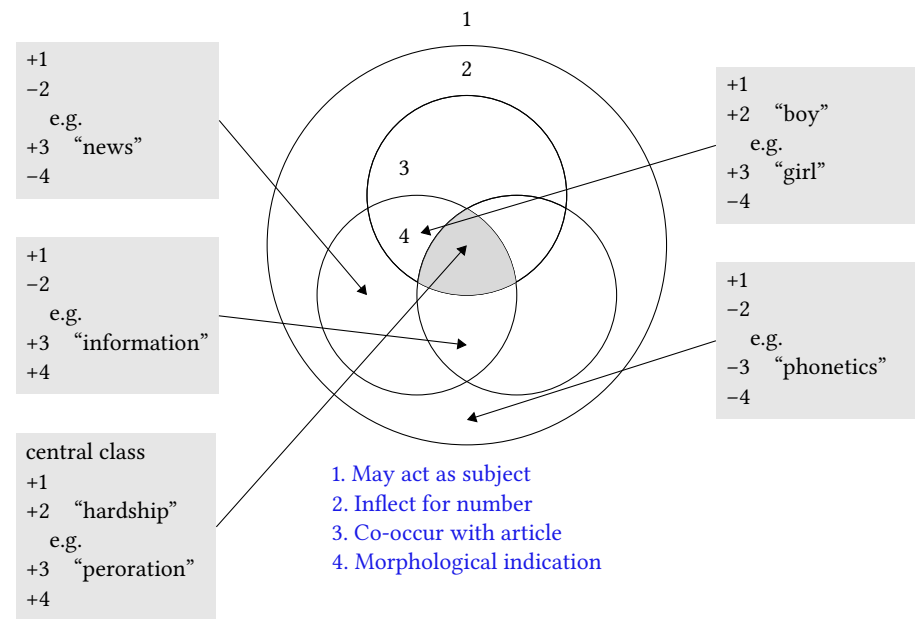 1
2
3
4
+1
−2
e.g.
+3 “news”
−4
+1
−2
e.g.
+3 “information”
+4
central class
+1
+2 “hardship”
e.g.
+3 “peroration”
+4
+1
+2 “boy”
e.g.
+3 “girl”
−4
+1
−2
e.g.
−3 “phonetics”
−4
1. May act as subject
2. Inflect for number
3. Co-occur with article
4. Morphological indication